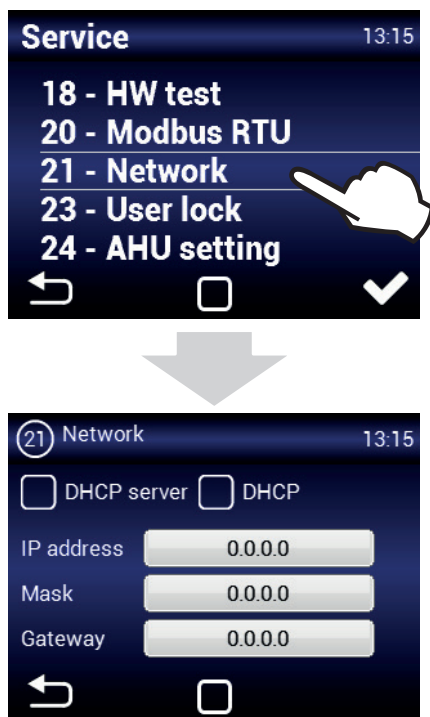 Service 13:15
18 - HW test
20 - Modbus RTU
21 - Network
23 - User lock
24 - AHU setting
21 Network 13:15
DHCP server DHCP
IP address 0.0.0.0
Mask 0.0.0.0
Gateway 0.0.0.0